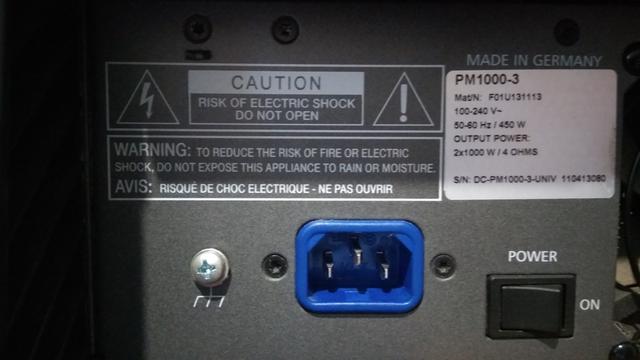 CAUTION
RISK OF ELECTRIC SHOCK
DO NOT OPEN
WARNING: TO REDUCE THE RISK OF FIRE OR ELECTRIC
SHOCK, DO NOT EXPOSE THIS APPLIANCE TO RAIN OR MOISTURE.
AVIS: RISQUÉ DE CHOC ELECTRIQUE - NE PAS OUVRIR
MADE IN GERMANY
PM1000-3
Mat/N: F01U131113
100-240 V~
50-60 Hz / 450 W
OUTPUT POWER:
2x1000 W / 4 OHMS
S/N: DC-PM1000-3-UNIV 110413080
POWER
ON